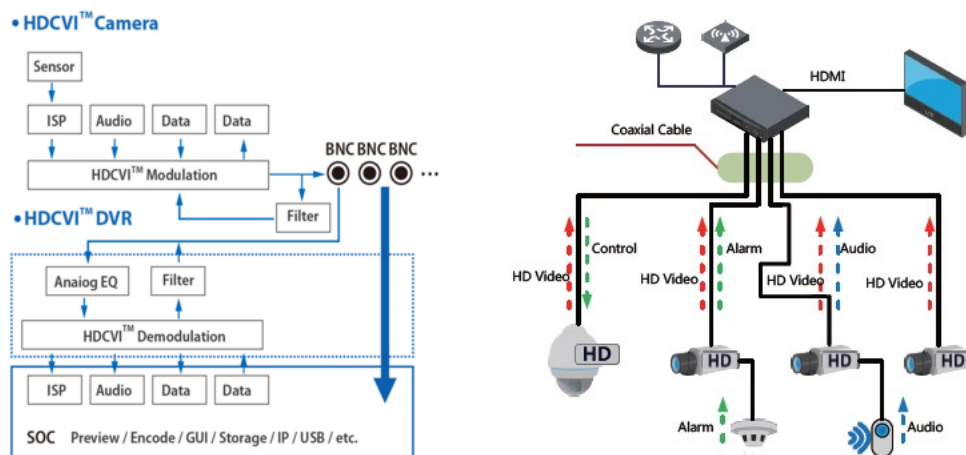 • HDCVI™ Camera
Sensor
ISP Audio Data Data
HDCVI™ Modulation
BNC BNC BNC
...
Filter
• HDCVI™ DVR
Anaiog EQ Filter
HDCVI™ Demodulation
ISP Audio Data Data
SOC Preview / Encode / GUI / Storage / IP / USB / etc.
HDMI
Coaxial Cable
Control
HD Video
Alarm
HD Video
Audio
HD Video
HD Video
HD
HD
HD
HD
Alarm
Audio